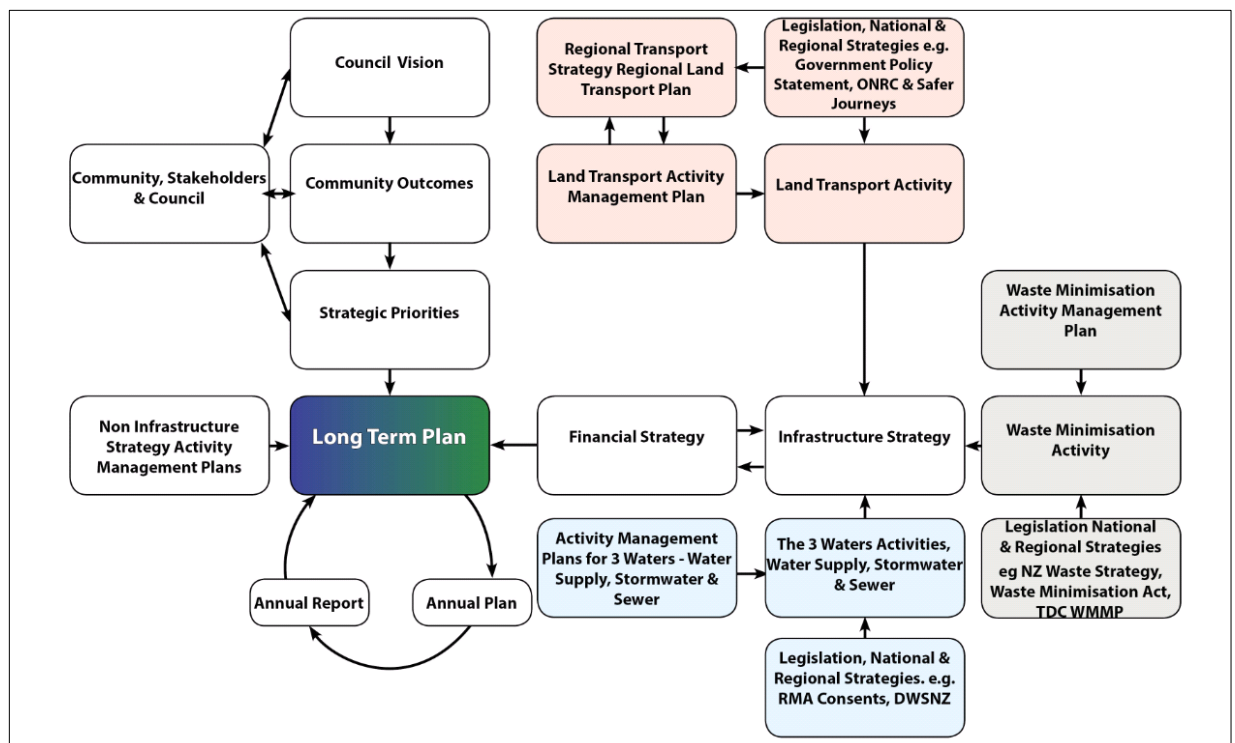 Council Vision
Regional Transport
Strategy Regional Land
Transport Plan
Legislation, National &
Regional Strategies e.g.
Government Policy
Statement, ONRC & Safer
Journeys
Community, Stakeholders
& Council
Community Outcomes
Land Transport Activity
Management Plan
Land Transport Activity
Strategic Priorities
Waste Minimisation
Activity Management
Plan
Non Infrastructure
Strategy Activity
Management Plans
Long Term Plan
Financial Strategy
Infrastructure Strategy
Waste Minimisation
Activity
Activity Management
Plans for 3 Waters - Water
Supply, Stormwater &
Sewer
The 3 Waters Activities,
Water Supply, Stormwater
& Sewer
Legislation National
& Regional Strategies
eg NZ Waste Strategy,
Waste Minimisation Act,
TDC WMMP
Annual Report
Annual Plan
Legislation, National &
Regional Strategies. e.g.
RMA Consents, DWSNZ